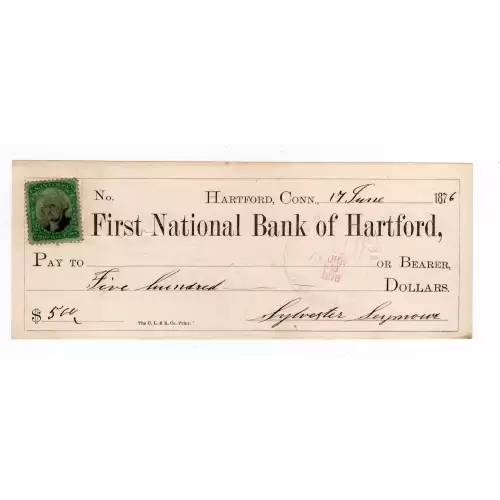 No. Hartford, Conn., 17 June 1876
First National Bank of Hartford,
Pay to or Bearer,
Five hundred Dollars.
$ 500
The C. L. & B. Co. Print.
Sylvester Seymour